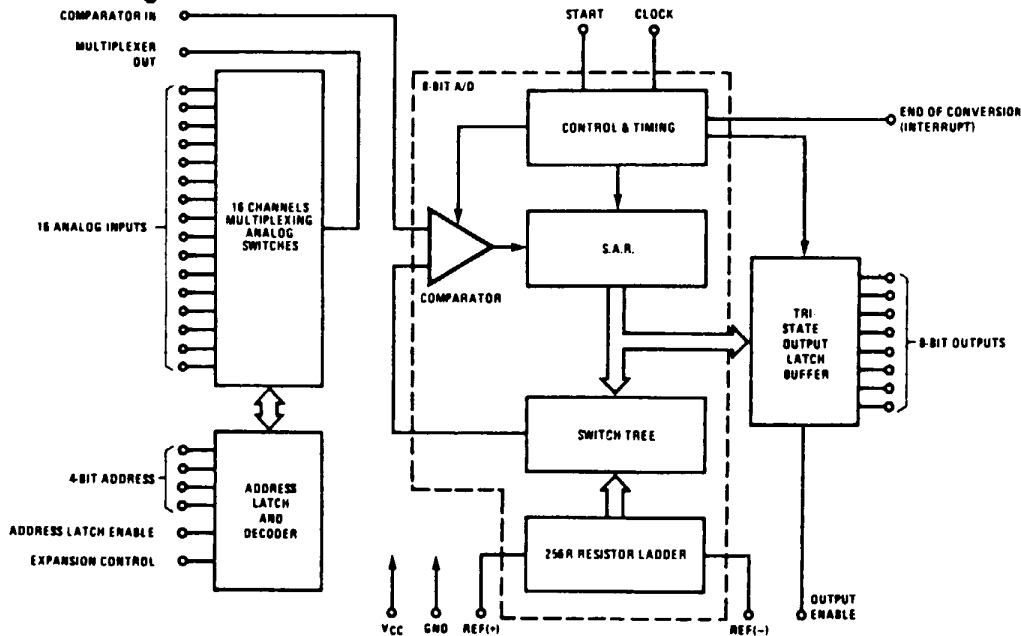 COMPARATOR IN
MULTIPLEXER
OUT
START
CLOCK
8-BIT A/D
CONTROL & TIMING
END OF CONVERSION
(INTERRUPT)
16 ANALOG INPUTS
16 CHANNELS
MULTIPLEXING
ANALOG
SWITCHES
S.A.R.
COMPARATOR
TRI-
STATE
OUTPUT
LATCH
BUFFER
8-BIT OUTPUTS
SWITCH TREE
4-BIT ADDRESS
ADDRESS
LATCH
AND
DECODER
ADDRESS LATCH ENABLE
EXPANSION CONTROL
256R RESISTOR LADDER
VCC
GND
REF(+)
REF(−)
OUTPUT
ENABLE